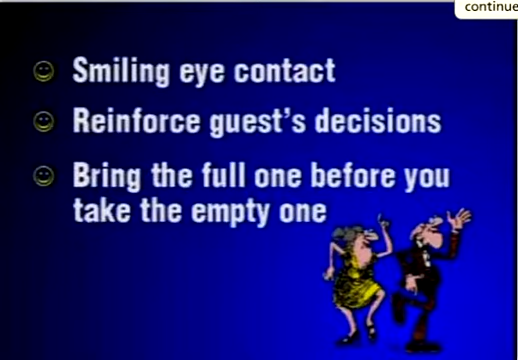 continue
Smiling eye contact
Reinforce guest's decisions
Bring the full one before you
take the empty one